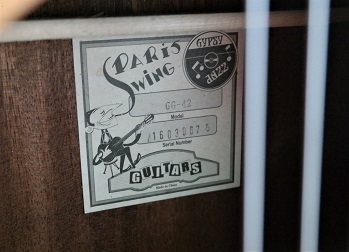 PARIS
SWING
GYPSY
JAZZ
GG-42
Model
Serial Number
GUITARS
Made in China